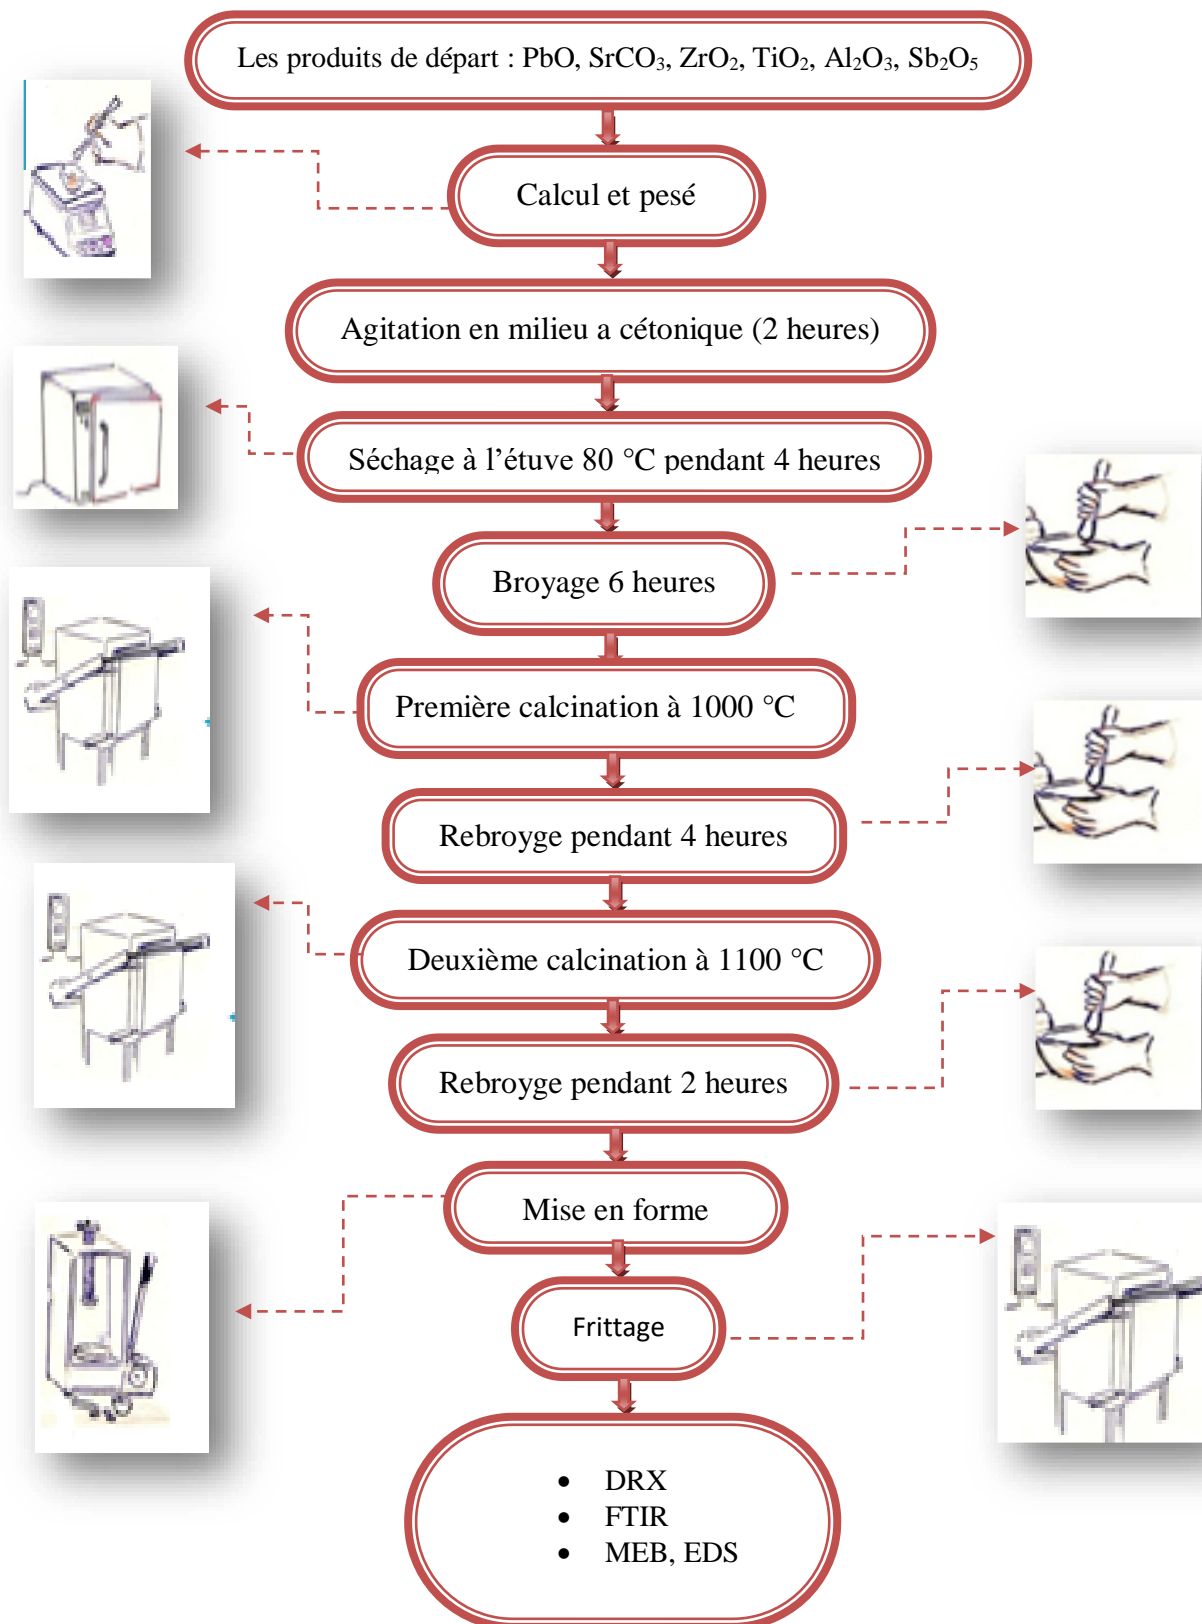 Les produits de départ : PbO, SrCO₃, ZrO₂, TiO₂, Al₂O₃, Sb₂O₅
Calcul et pesé
Agitation en milieu a cétonique (2 heures)
Séchage à l’étuve 80 °C pendant 4 heures
Broyage 6 heures
Première calcination à 1000 °C
Rebroyge pendant 4 heures
Deuxième calcination à 1100 °C
Rebroyge pendant 2 heures
Mise en forme
Frittage
• DRX
• FTIR
• MEB, EDS